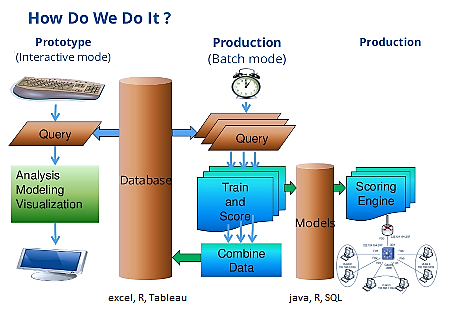 How Do We Do It ?
Prototype
(Interactive mode)
Production
(Batch mode)
Production
Query
Database
Query
Analysis
Modeling
Visualization
Train
and
Score
Models
Scoring
Engine
Combine
Data
excel, R, Tableau
java, R, SQL